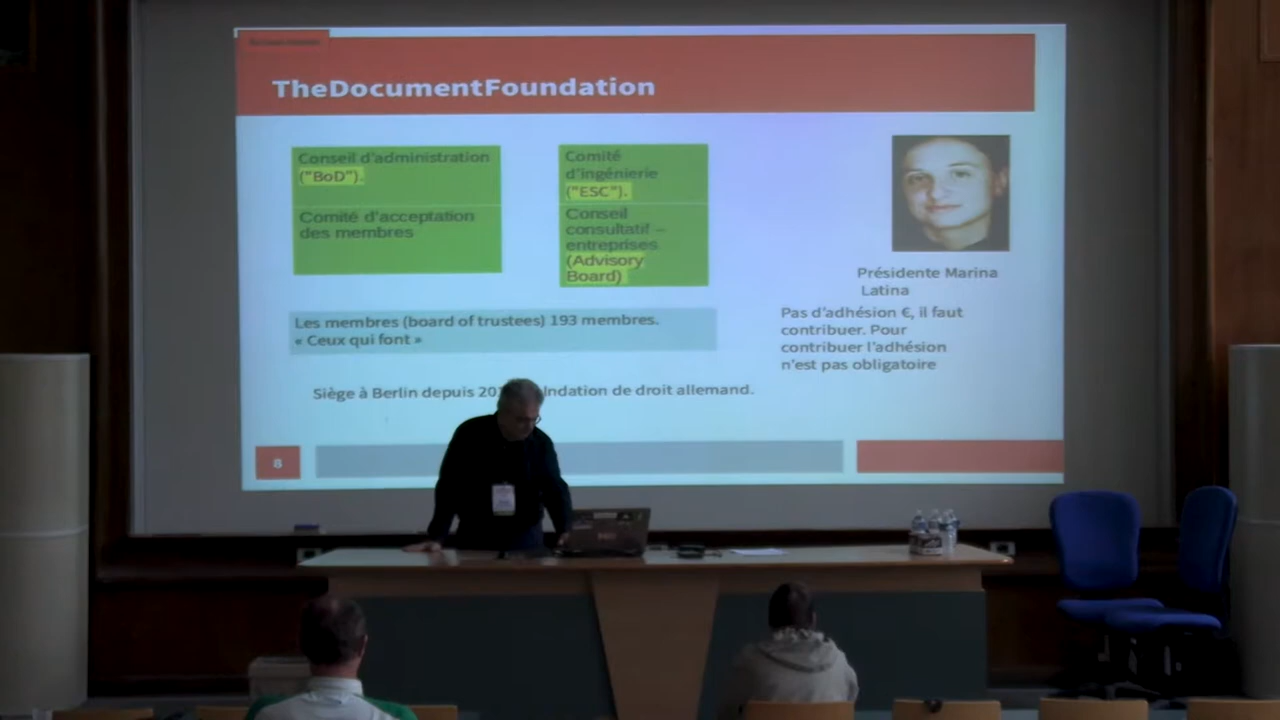 TheDocumentFoundation
Conseil d'administration
("BoD").
Comité d'acceptation
des membres
Comité
d'ingénierie
("ESC").
Conseil
consultatif –
entreprises
(Advisory
Board)
Présidente Marina
Latina
Pas d'adhésion €, il faut
contribuer. Pour
contribuer l'adhésion
n'est pas obligatoire
Les membres (board of trustees) 193 membres.
« Ceux qui font »
Siège à Berlin depuis de droit allemand.
8